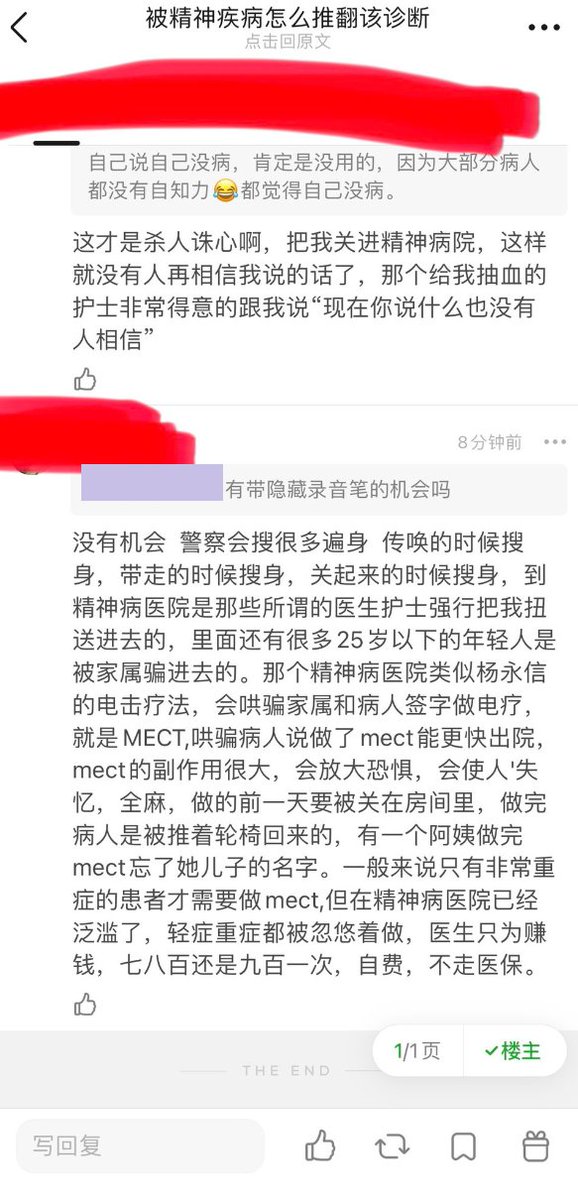 被精神疾病怎么推翻该诊断
点击回原文
自己说自己没病，肯定是没用的，因为大部分病人
都没有自知力😂都觉得自己没病。
这才是杀人诛心啊，把我关进精神病院，这样
就没有人再相信我说的话了，那个给我抽血的
护士非常得意的跟我说“现在你说什么也没有
人相信”
8分钟前
有带隐藏录音笔的机会吗
没有机会 警察会搜很多遍身 传唤的时候搜
身，带走的时候搜身，关起来的时候搜身，到
精神病医院是那些所谓的医生护士强行把我扭
送进去的，里面还有很多25岁以下的年轻人是
被家属骗进去的。那个精神病医院类似杨永信
的电击疗法，会哄骗家属和病人签字做电疗，
就是MECT,哄骗病人说做了mect能更快出院，
mect的副作用很大，会放大恐惧，会使人'失
忆，全麻，做的前一天要被关在房间里，做完
病人是被推着轮椅回来的，有一个阿姨做完
mect忘了她儿子的名字。一般来说只有非常重
症的患者才需要做mect,但在精神病医院已经
泛滥了，轻症重症都被忽悠着做，医生只为赚
钱，七八百还是九百一次，自费，不走医保。
1/1页 楼主
THE END
写回复